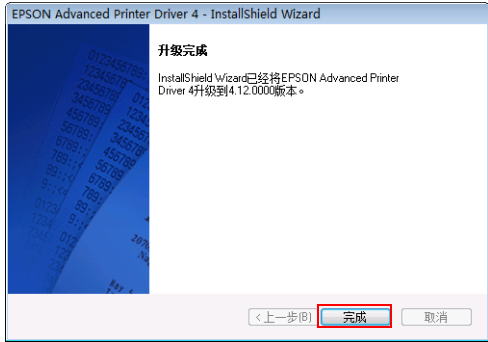 EPSON Advanced Printer Driver 4 - InstallShield Wizard
升级完成
InstallShield Wizard已经将EPSON Advanced Printer
Driver 4升级到4.12.0000版本。
<上一步(B)
完成
取消